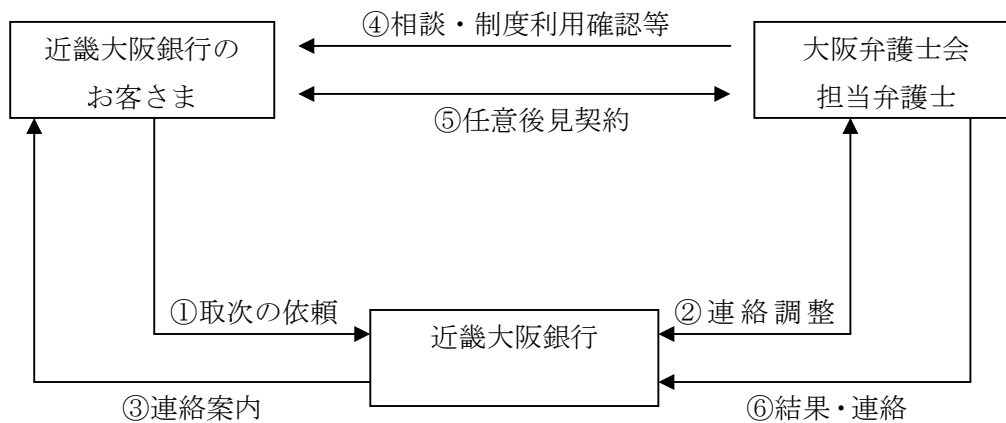 ④相談・制度利用確認等
近畿大阪銀行の
お客さま
大阪弁護士会
担当弁護士
⑤任意後見契約
①取次の依頼
近畿大阪銀行
②連絡調整
③連絡案内
⑥結果・連絡